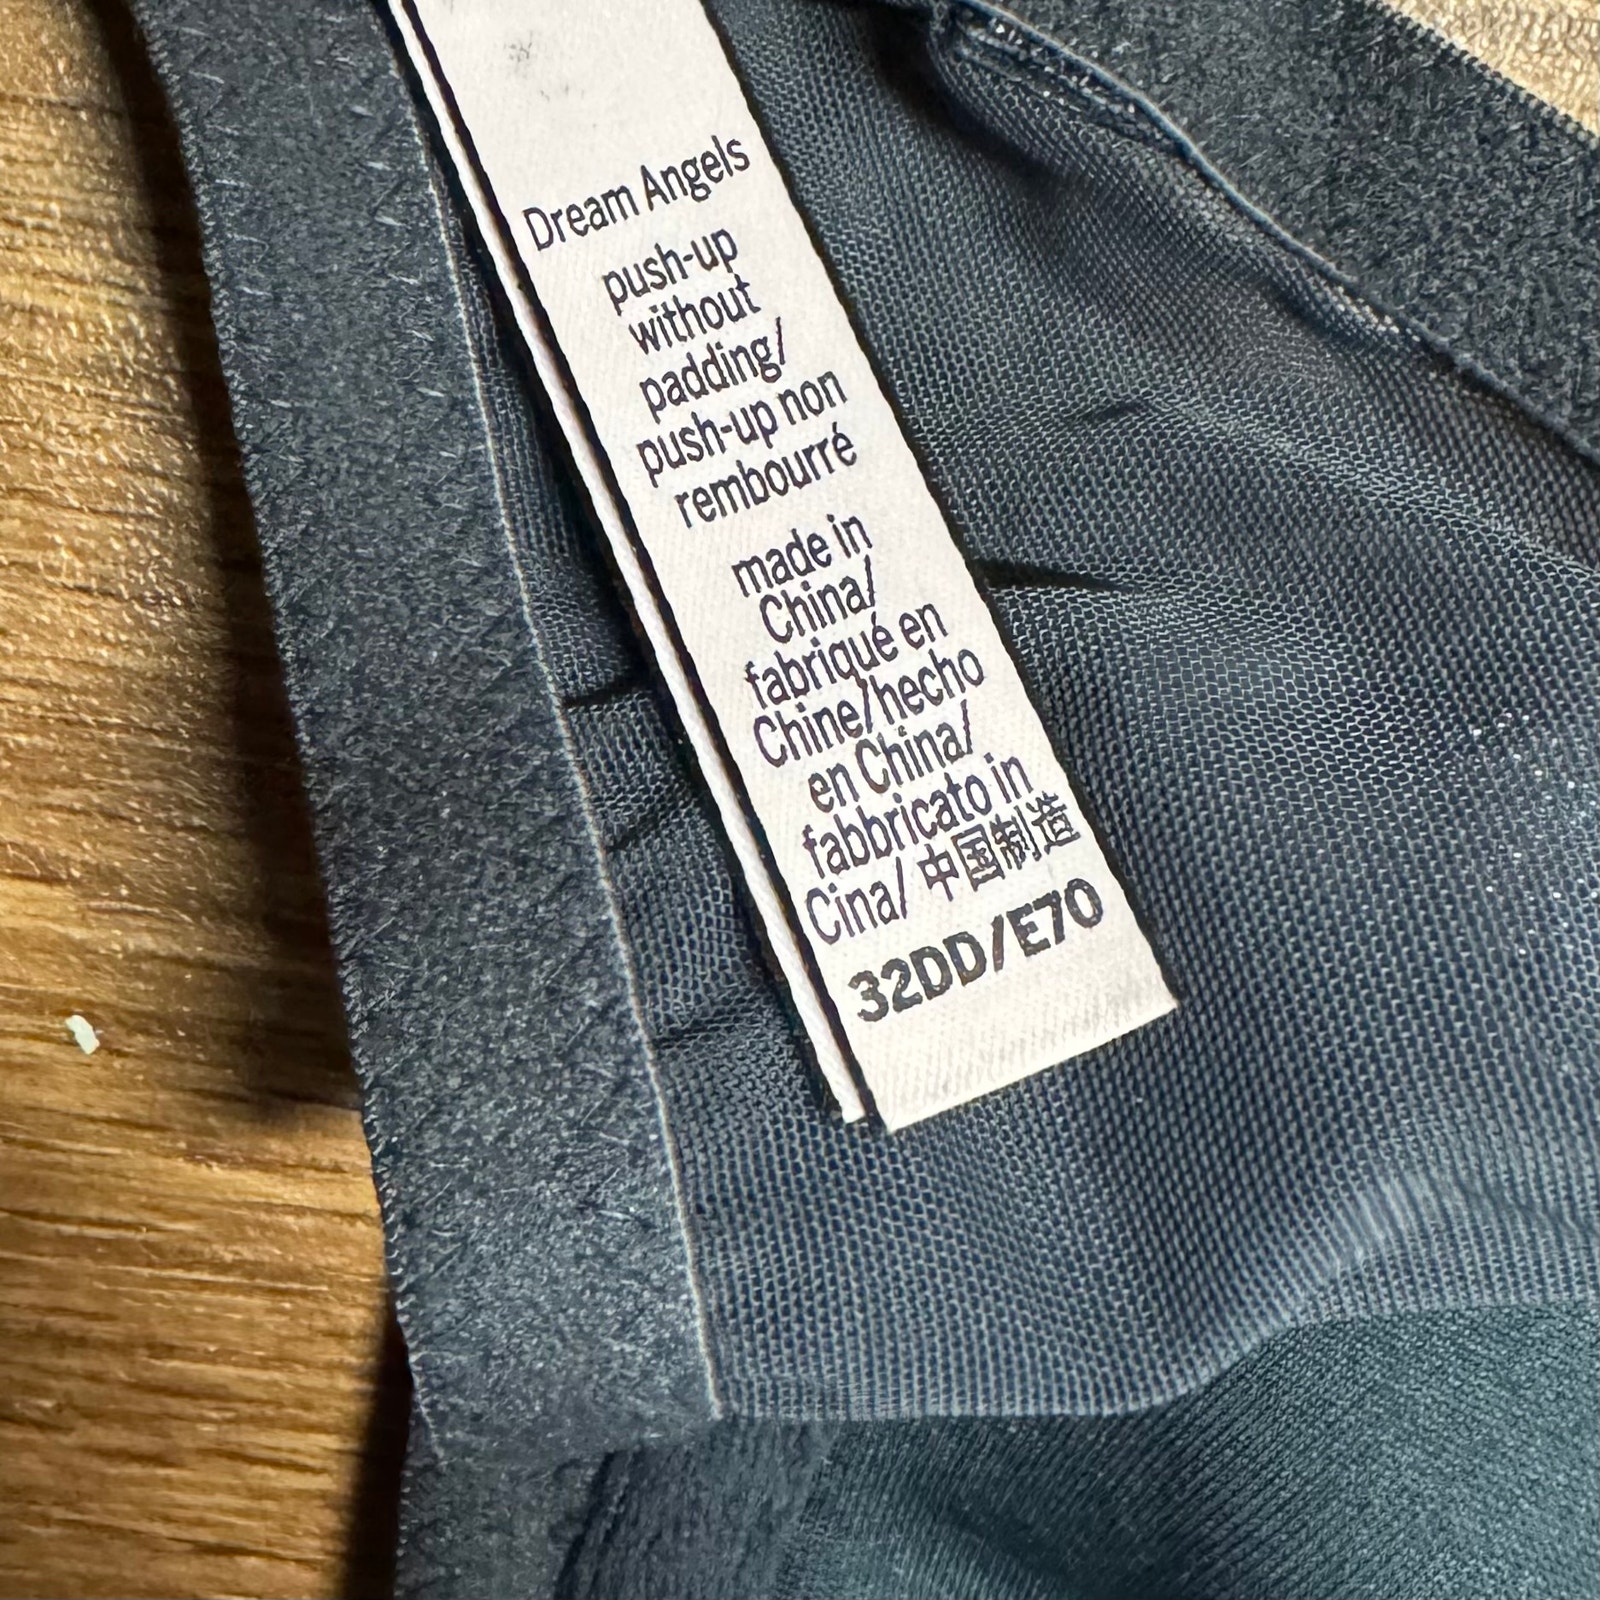 Dream Angels
push-up
without
padding/
push-up non
rembourré
made in
China/
fabriqué en
Chine/hecho
en China/
fabbricato in
Cina/ 中国制造
32DD/E70